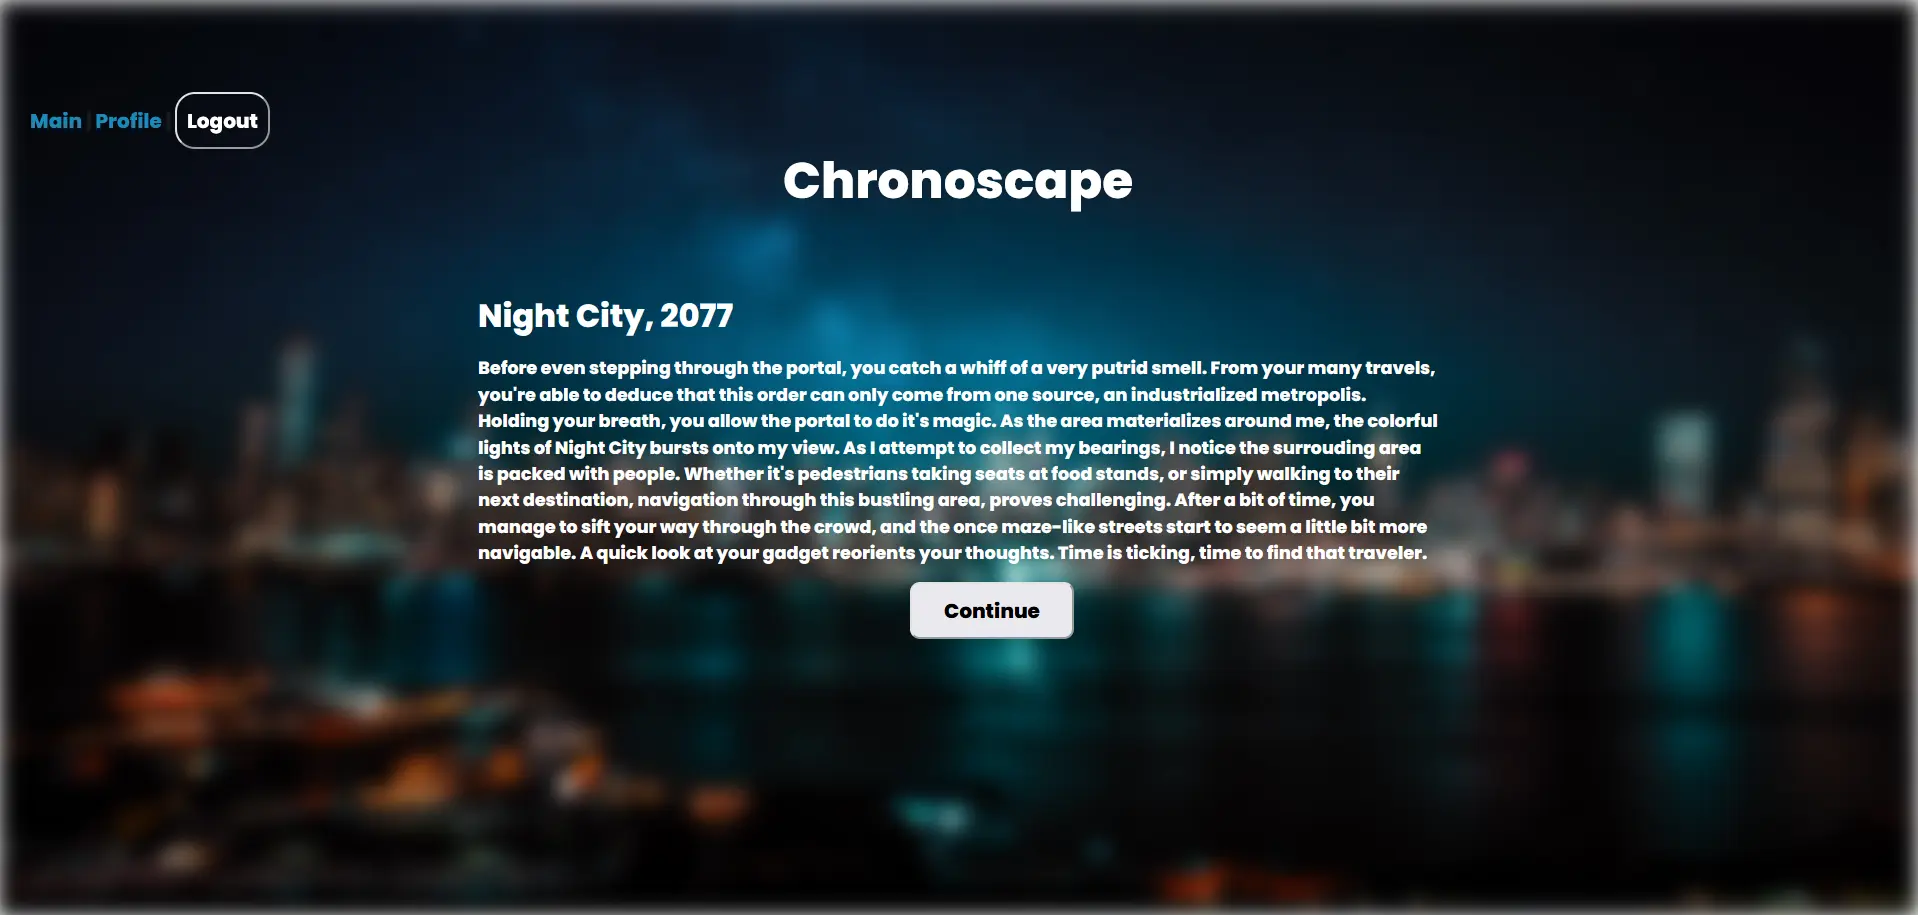 Main | Profile | Logout
Chronoscape
Night City, 2077
Before even stepping through the portal, you catch a whiff of a very putrid smell. From your many travels,
you're able to deduce that this order can only come from one source, an industrialized metropolis.
Holding your breath, you allow the portal to do it's magic. As the area materializes around me, the colorful
lights of Night City bursts onto my view. As I attempt to collect my bearings, I notice the surrouding area
is packed with people. Whether it's pedestrians taking seats at food stands, or simply walking to their
next destination, navigation through this bustling area, proves challenging. After a bit of time, you
manage to sift your way through the crowd, and the once maze-like streets start to seem a little bit more
navigable. A quick look at your gadget reorients your thoughts. Time is ticking, time to find that traveler.
Continue